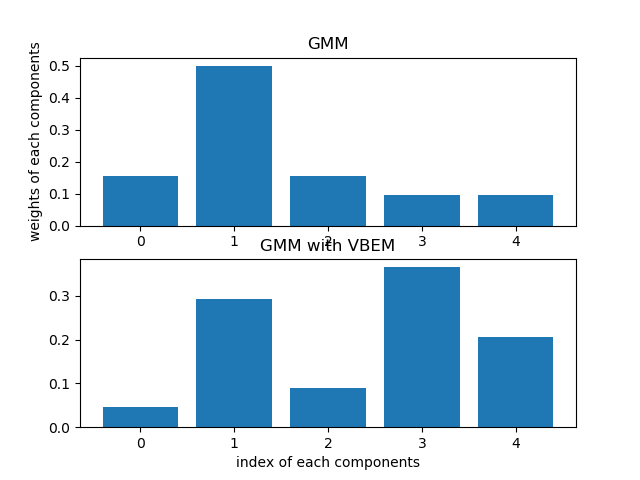 GMM
weights of each components
0.5
0.4
0.3
0.2
0.1
0.0
0 1 2 3 4
GMM with VBEM
0.3
0.2
0.1
0.0
0 1 2 3 4
index of each components